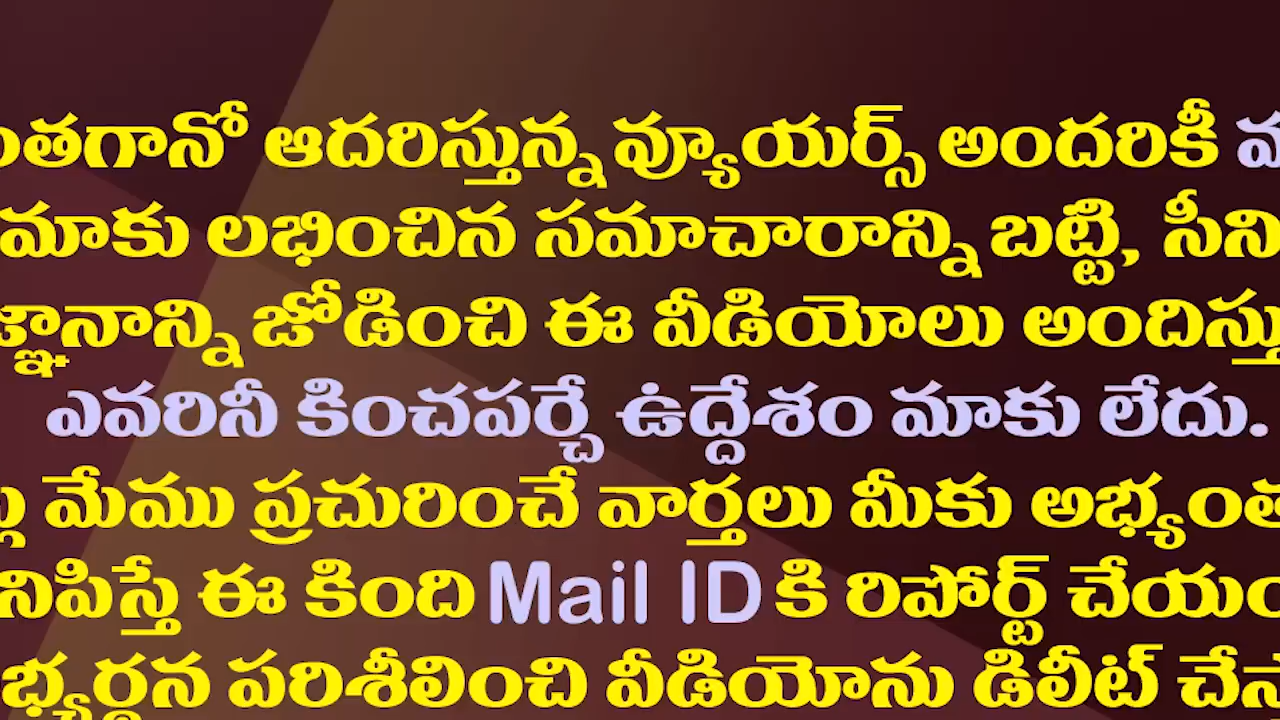 ఆదరిస్తున్న వ్యూయర్స్ అందరికీ
మాకు లభించిన సమాచారాన్ని బట్టి,
జోడించి ఈ వీడియోలు
ఎవరినీ కించపర్చే ఉద్దేశం మాకు లేదు.
మేము ప్రచురించే వార్తలు మీకు
ఈ కింది Mail ID కి రిపోర్ట్
పరిశీలించి వీడియోను డిలీట్